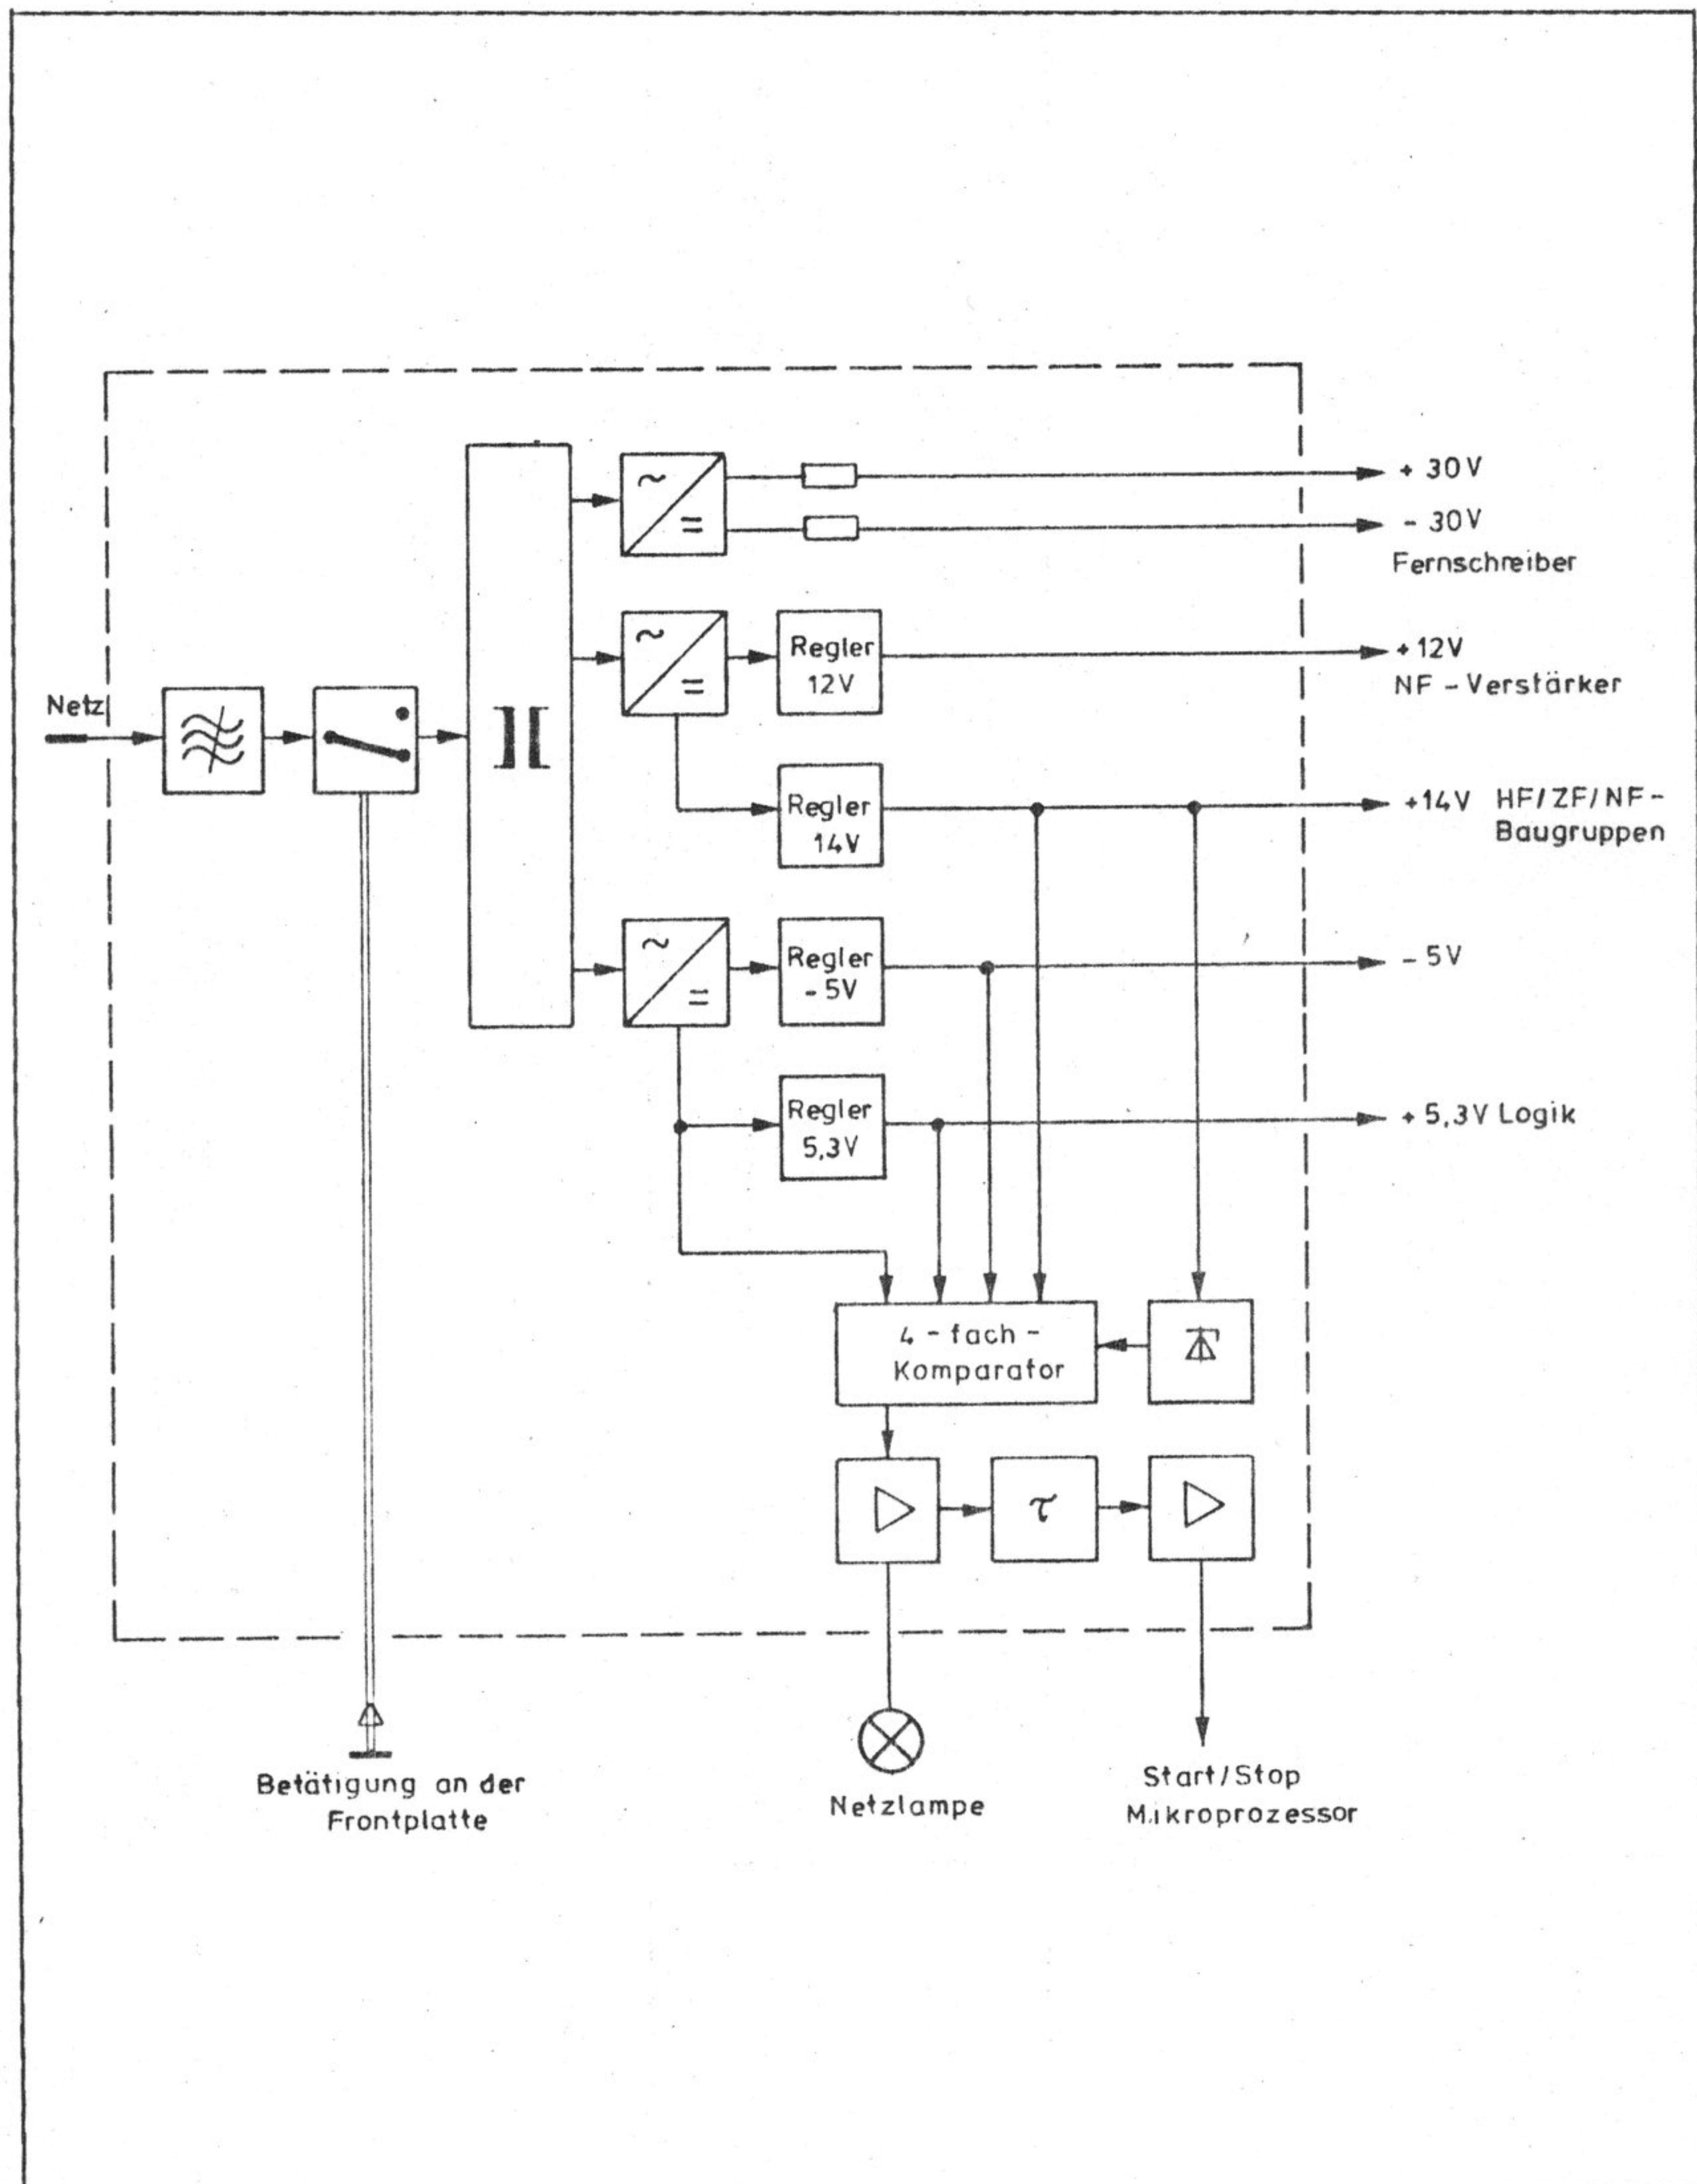 + 30V
- 30V
Fernschreiber
Regler
12V
+12V
NF - Verstärker
Netz
Regler
14V
+14V HF/ZF/NF-
Baugruppen
Regler
- 5V
- 5V
Regler
5,3V
+ 5,3V Logik
4 - fach -
Komparator
τ
Betätigung an der
Frontplatte
Netzlampe
Start/Stop
Mikroprozessor